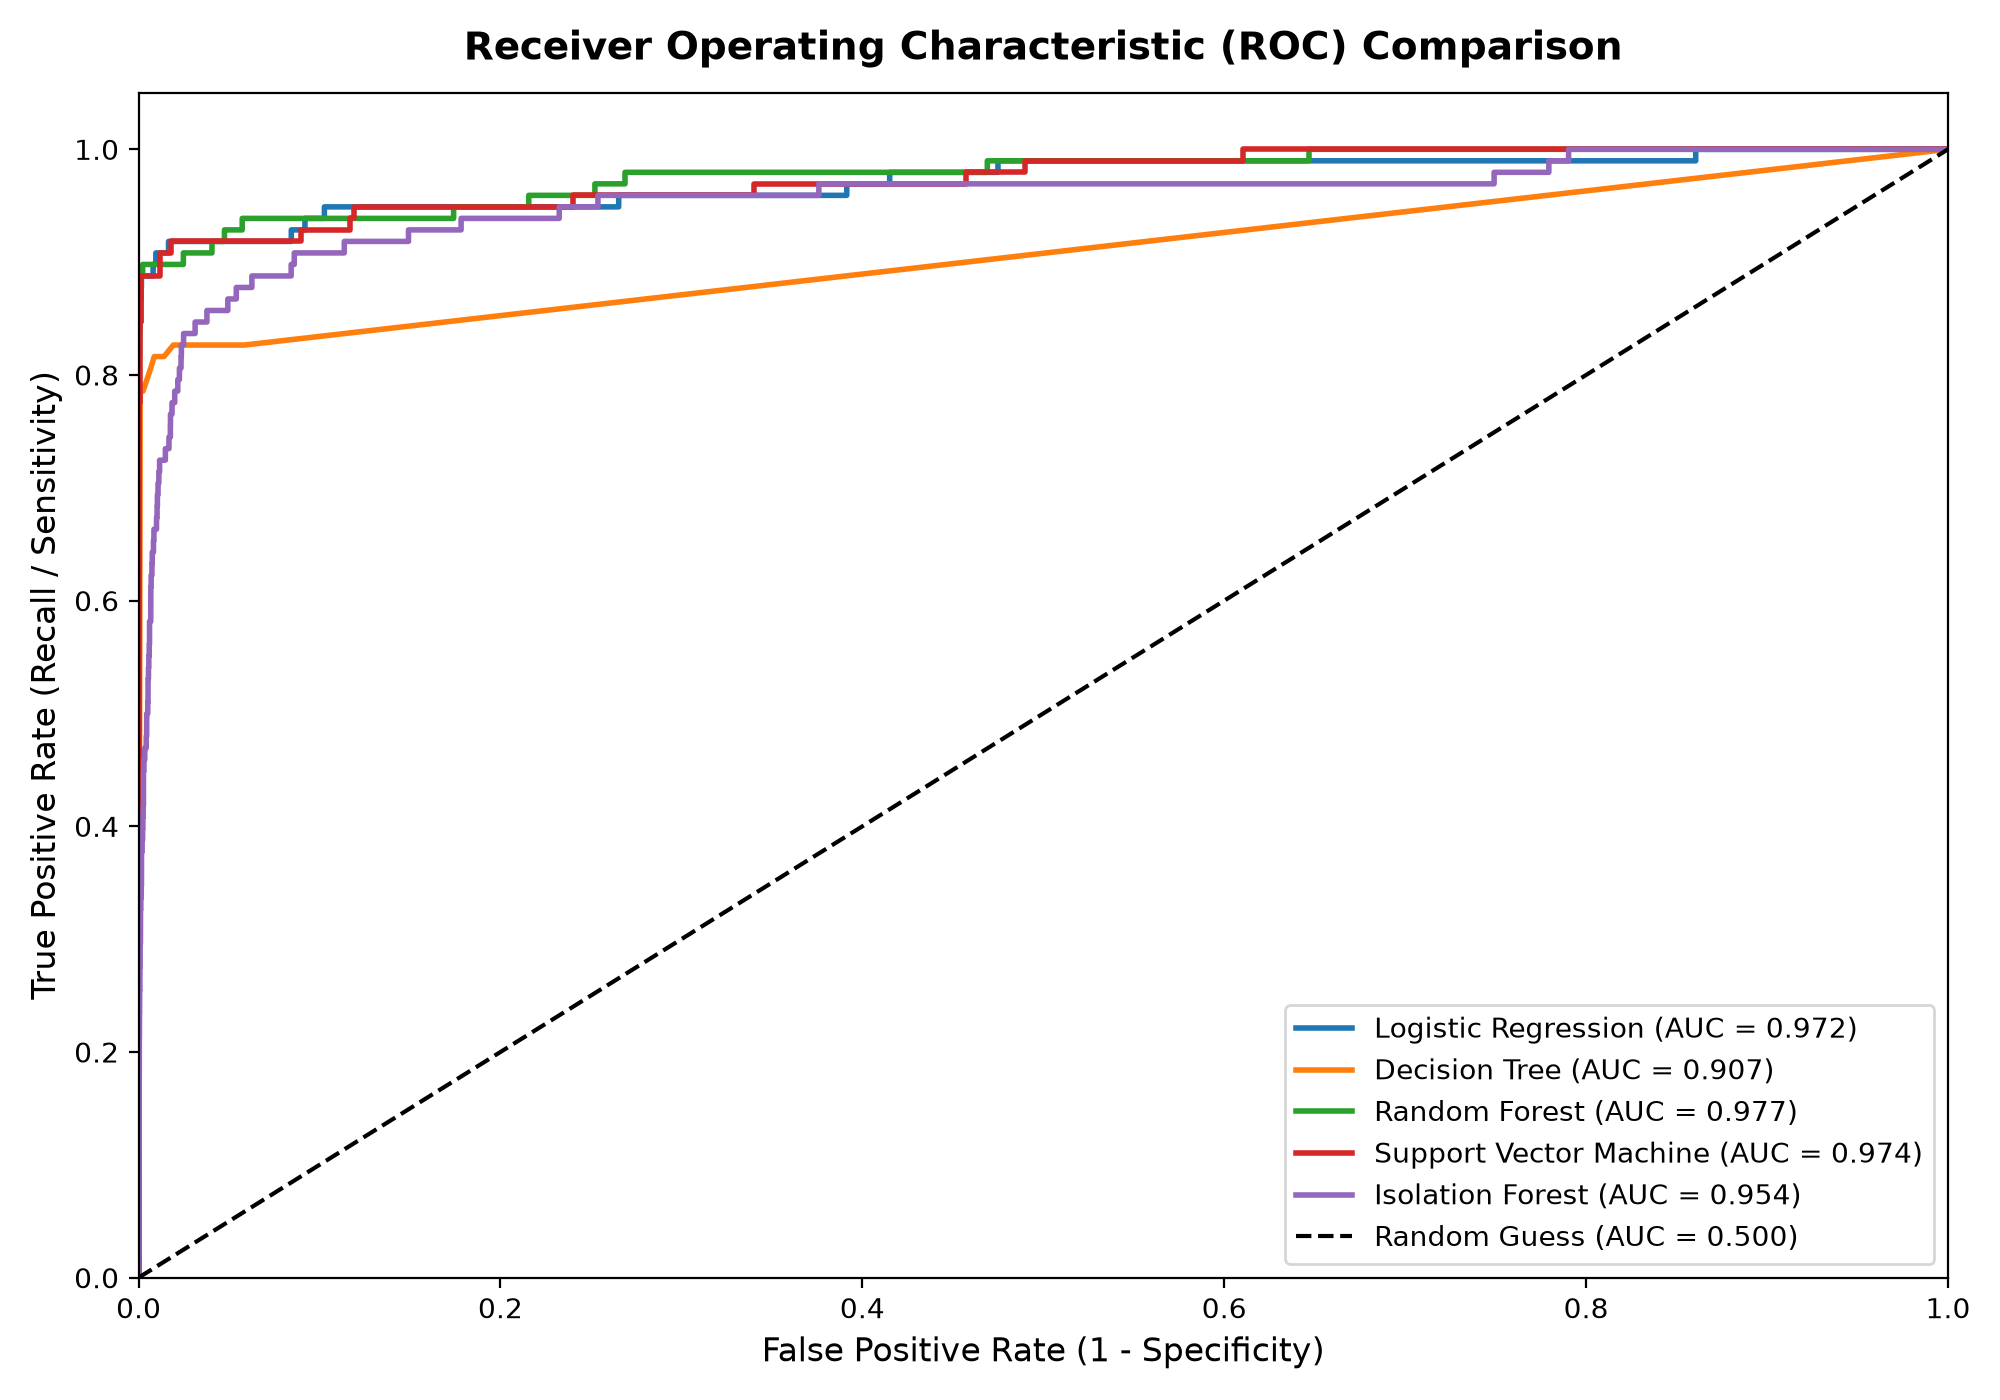 Receiver Operating Characteristic (ROC) Comparison
True Positive Rate (Recall / Sensitivity)
1.0
0.8
0.6
0.4
0.2
0.0
0.0 0.2 0.4 0.6 0.8 1.0
False Positive Rate (1 - Specificity)
Logistic Regression (AUC = 0.972)
Decision Tree (AUC = 0.907)
Random Forest (AUC = 0.977)
Support Vector Machine (AUC = 0.974)
Isolation Forest (AUC = 0.954)
Random Guess (AUC = 0.500)